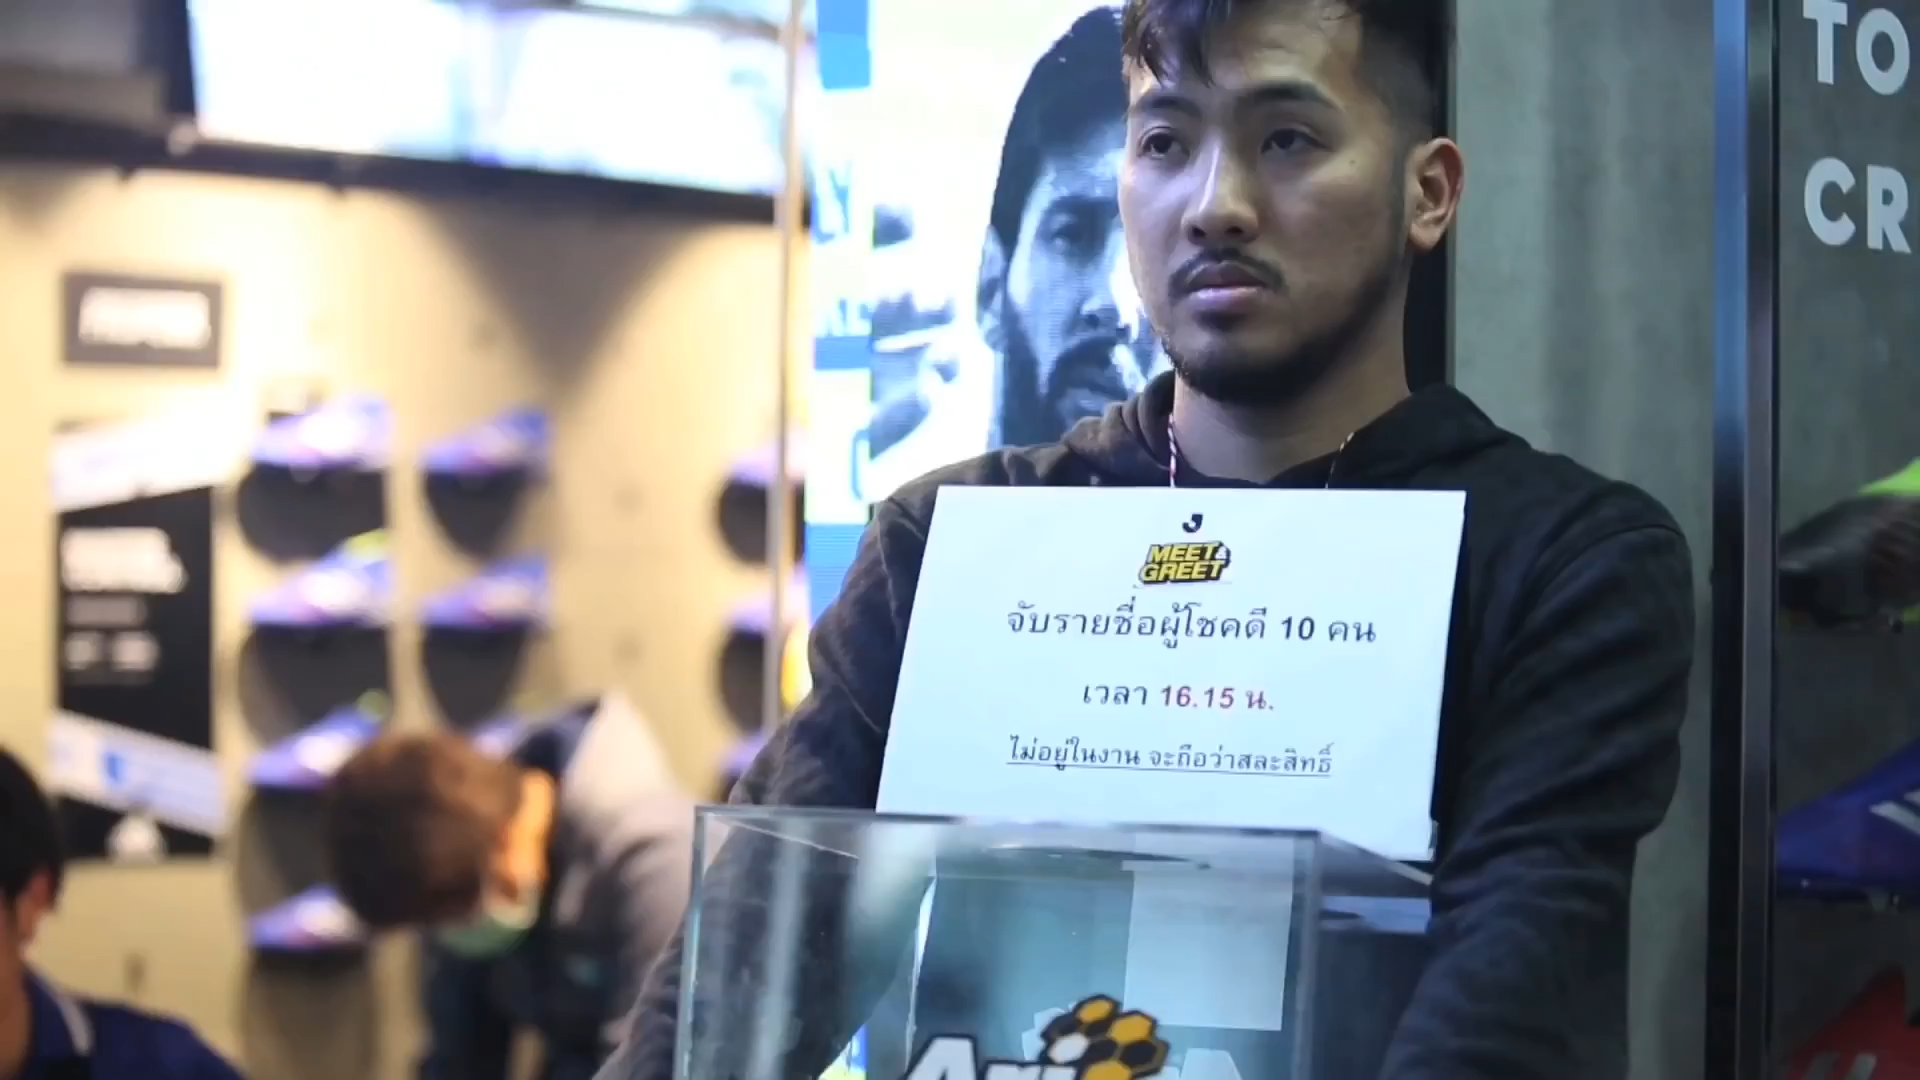 TO
CR
MEET &
GREET
จับรายชื่อผู้โชคดี 10 คน
เวลา 16.15 น.
ไม่อยู่ในงาน จะถือว่าสละสิทธิ์